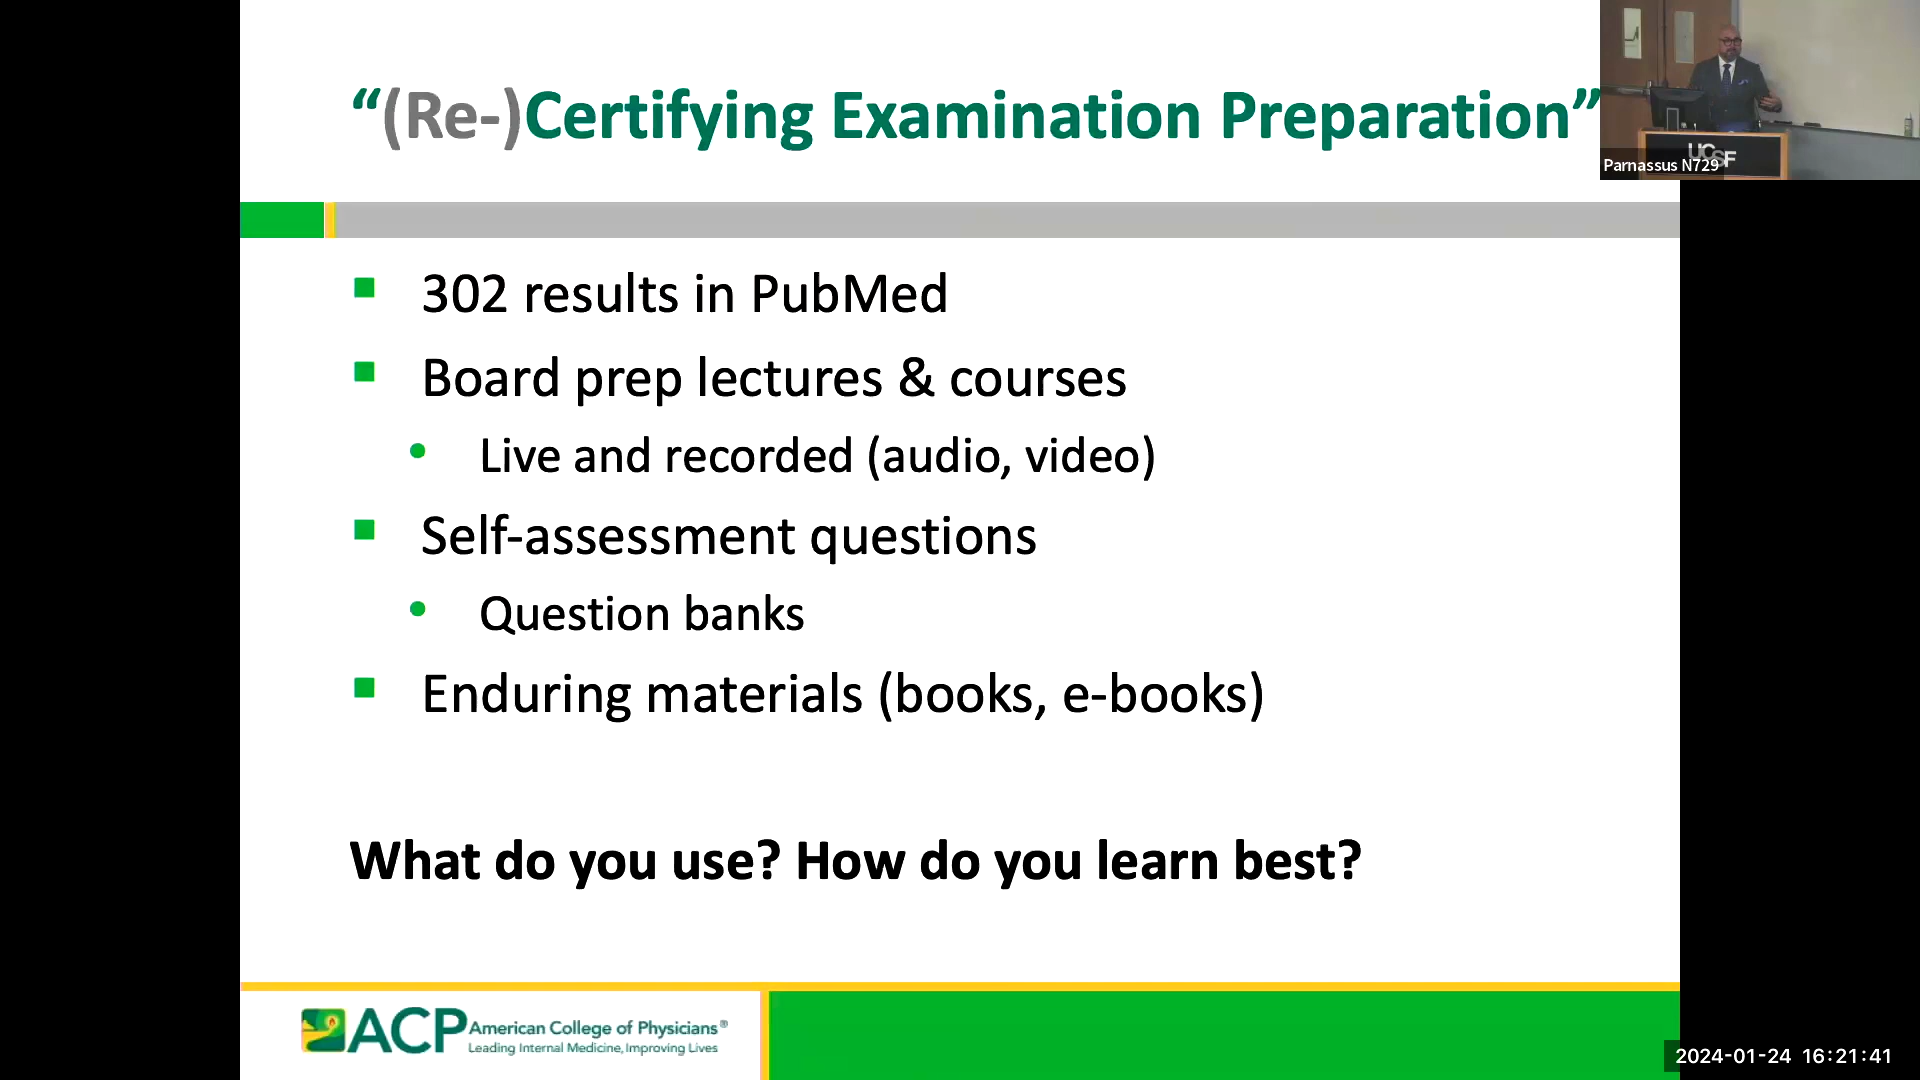 “(Re-)Certifying Examination Preparation”
302 results in PubMed
Board prep lectures & courses
Live and recorded (audio, video)
Self-assessment questions
Question banks
Enduring materials (books, e-books)
What do you use? How do you learn best?
ACP American College of Physicians®
Leading Internal Medicine, Improving Lives
UCSF
Parnassus N729
2024-01-24 16:21:41